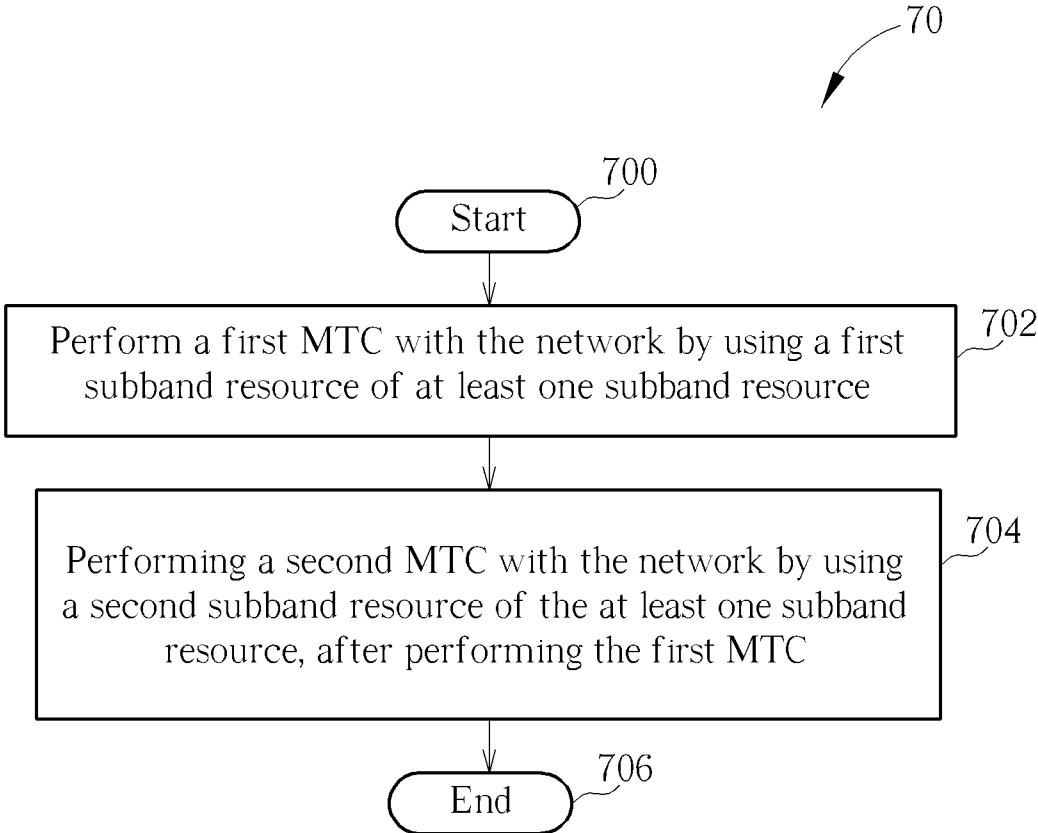 70
700
Start
702
Perform a first MTC with the network by using a first
subband resource of at least one subband resource
704
Performing a second MTC with the network by using
a second subband resource of the at least one subband
resource, after performing the first MTC
706
End